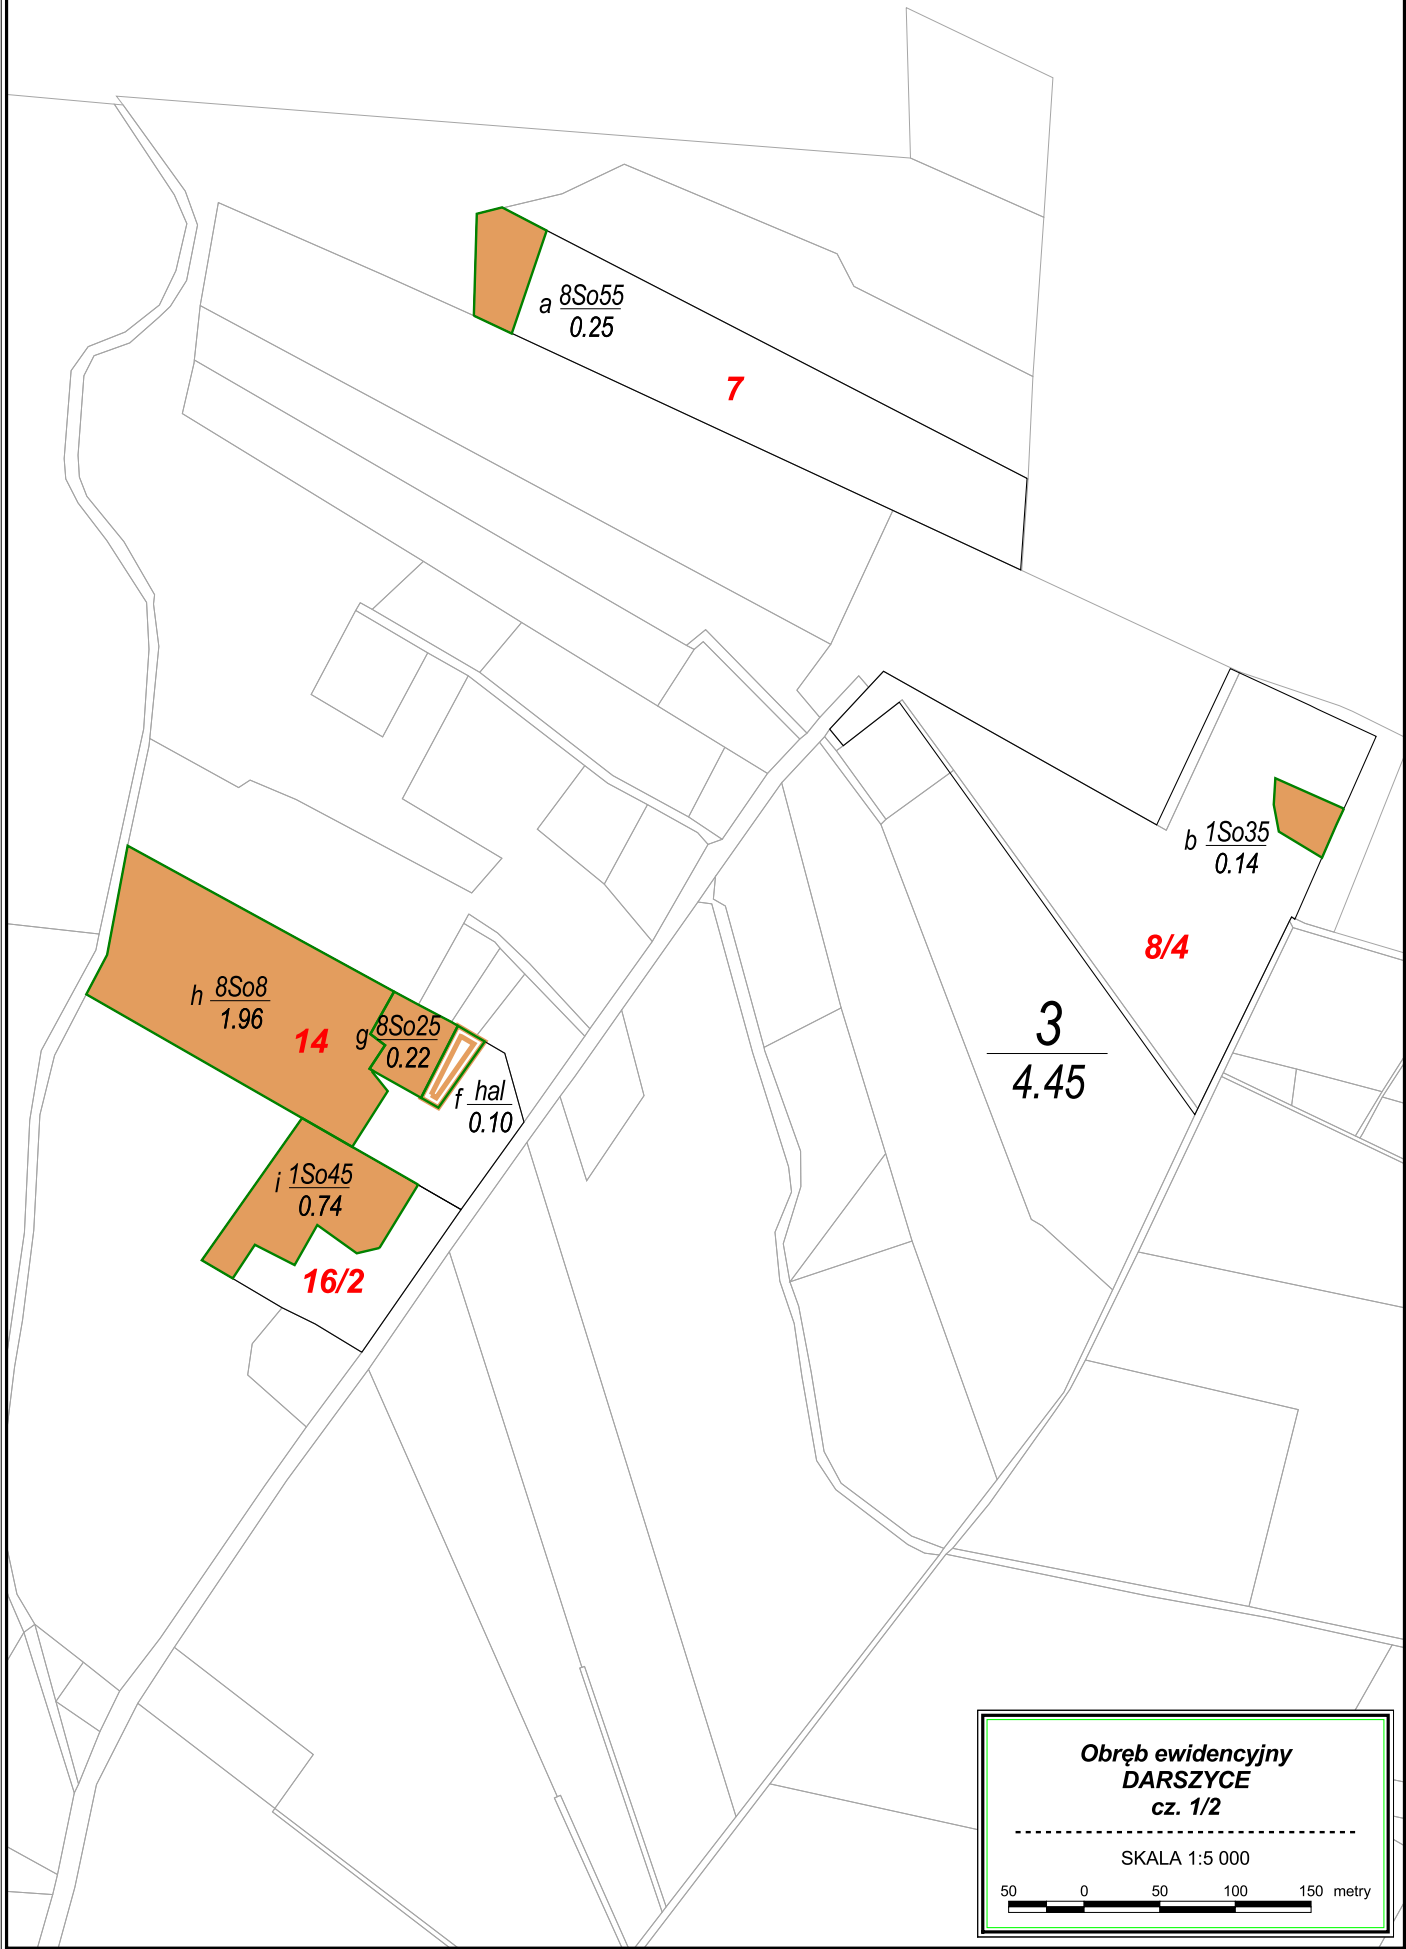 a 8So55
0.25
7
b 1So35
0.14
8/4
h 8So8
1.96
14
g 8So25
0.22
3
4.45
f hal
0.10
i 1So45
0.74
16/2
Obręb ewidencyjny
DARSZYCE
cz. 1/2
SKALA 1:5 000
50 0 50 100 150 metry